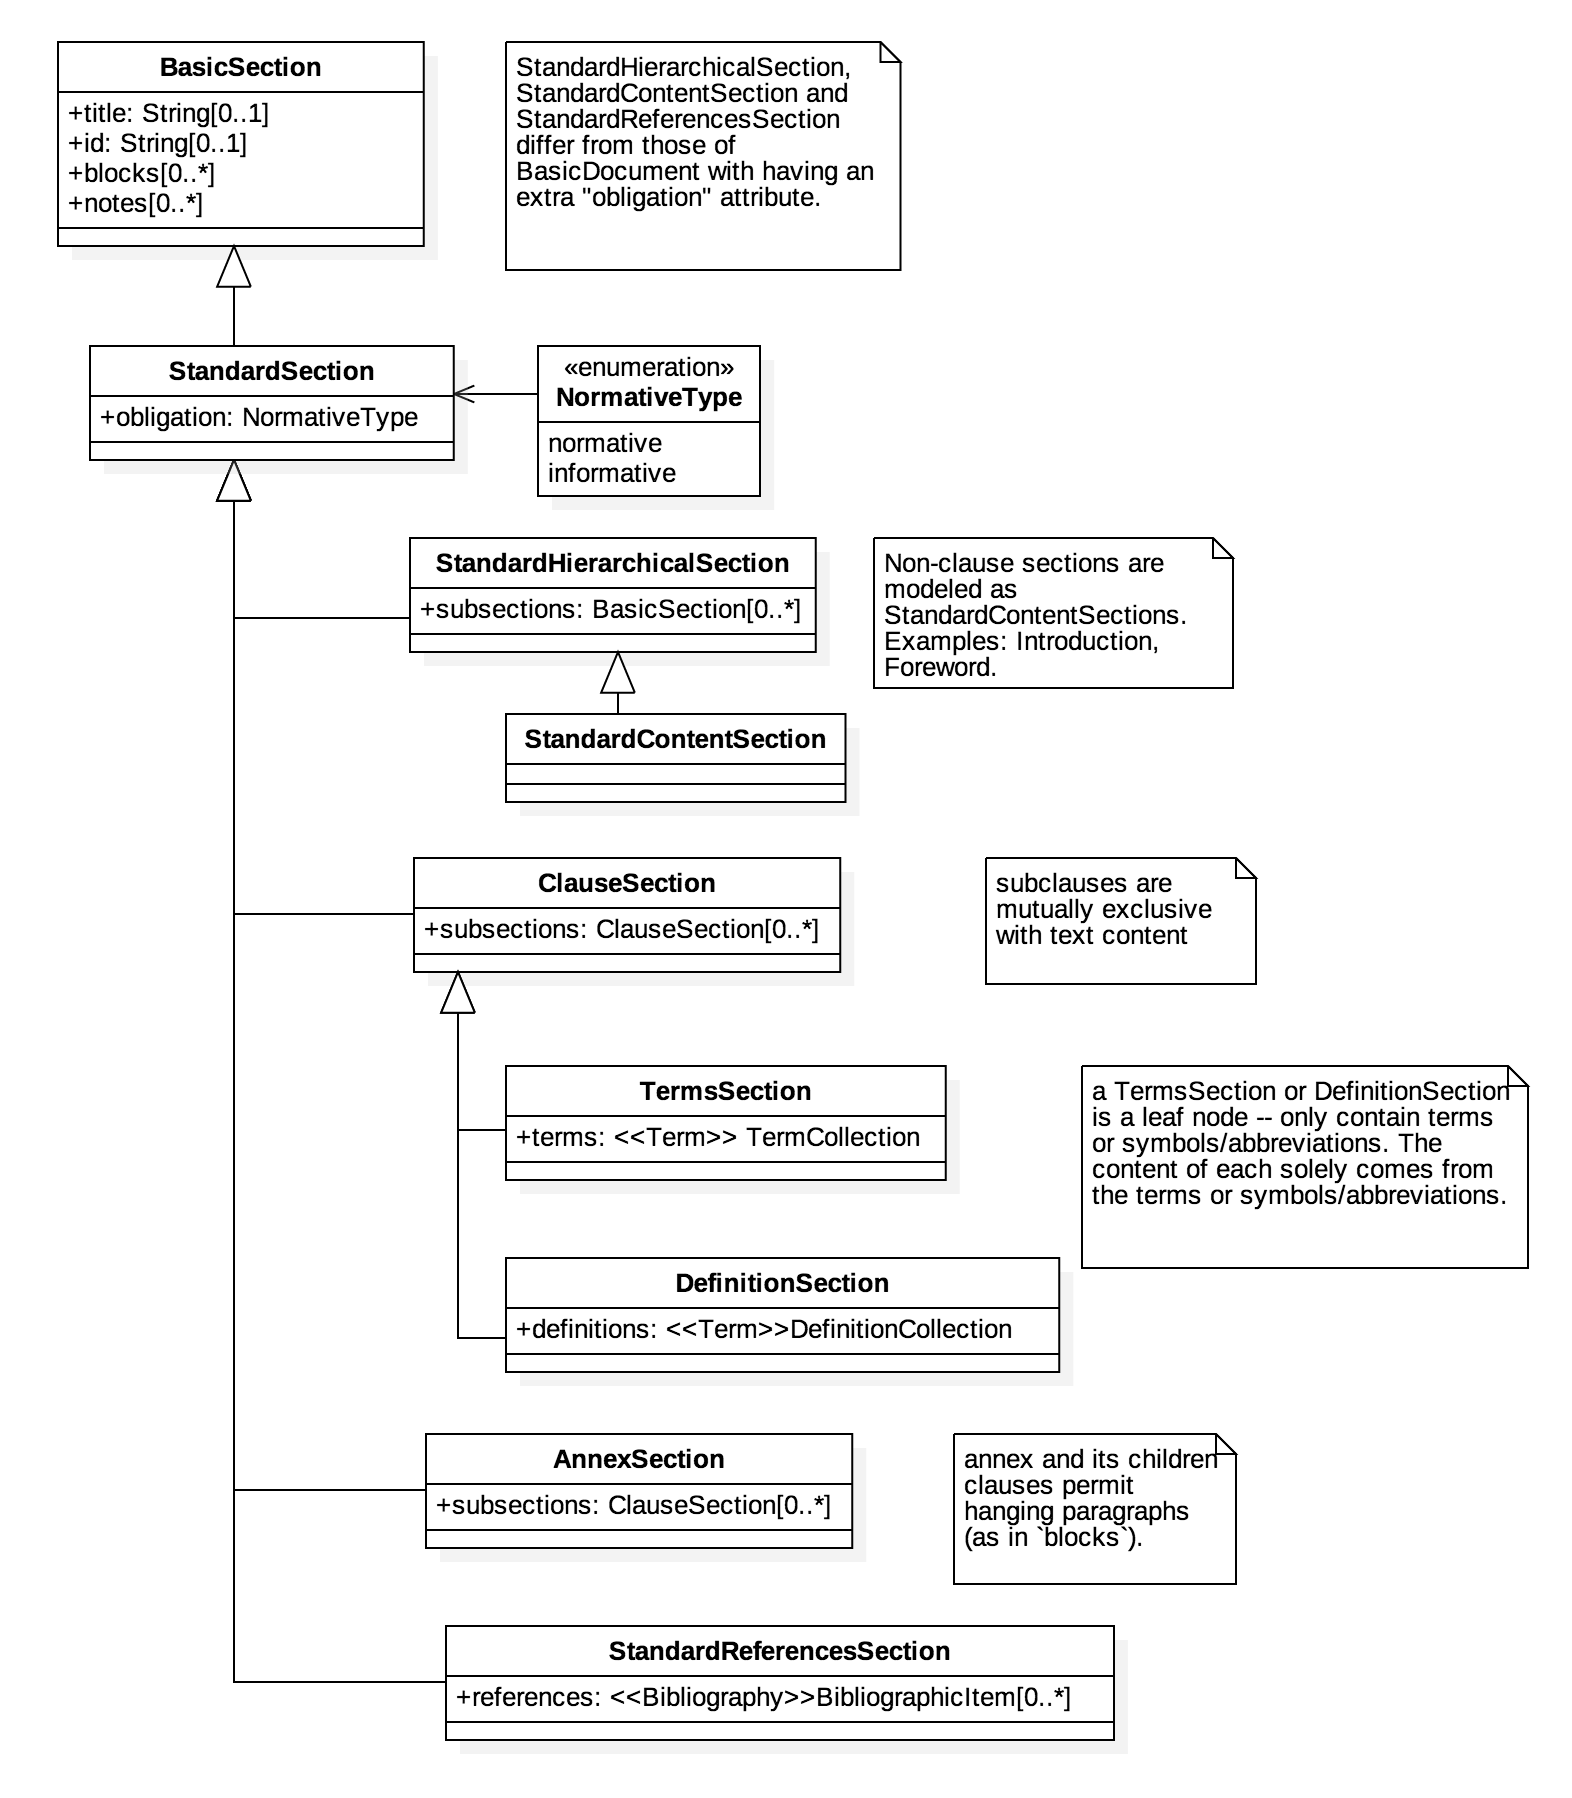 BasicSection
+title: String[0..1]
+id: String[0..1]
+blocks[0..*]
+notes[0..*]
StandardHierarchicalSection,
StandardContentSection and
StandardReferencesSection
differ from those of
BasicDocument with having an
extra "obligation" attribute.
StandardSection
+obligation: NormativeType
«enumeration»
NormativeType
normative
informative
StandardHierarchicalSection
+subsections: BasicSection[0..*]
Non-clause sections are
modeled as
StandardContentSections.
Examples: Introduction,
Foreword.
StandardContentSection
ClauseSection
+subsections: ClauseSection[0..*]
subclauses are
mutually exclusive
with text content
TermsSection
+terms: <<Term>> TermCollection
a TermsSection or DefinitionSection
is a leaf node -- only contain terms
or symbols/abbreviations. The
content of each solely comes from
the terms or symbols/abbreviations.
DefinitionSection
+definitions: <<Term>>DefinitionCollection
AnnexSection
+subsections: ClauseSection[0..*]
annex and its children
clauses permit
hanging paragraphs
(as in `blocks`).
StandardReferencesSection
+references: <<Bibliography>>BibliographicItem[0..*]